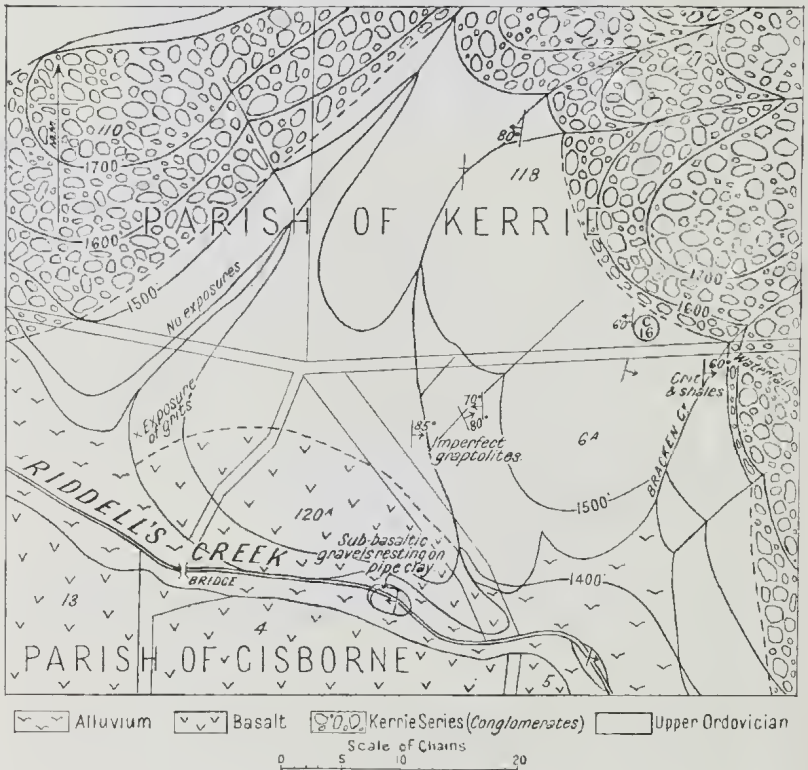 110
1700
80°
118
PARISH OF KERRIE
1600
1500'
No exposures
1700
1600
60°
C
16
60°
Waterfall
Grit
& shales
Exposure
of grits
85°
70°
80°
Imperfect
graptolites.
6A
BRACKEN Cr
1500'
RIDDELL'S CREEK
120A
Sub-basaltic
gravels resting on
pipe clay
BRIDGE
1400'
13
4
5
PARISH OF GISBORNE
Alluvium
Basalt
Kerrie Series (Conglomerates)
Upper Ordovician
Scale of Chains
0 5 10 20